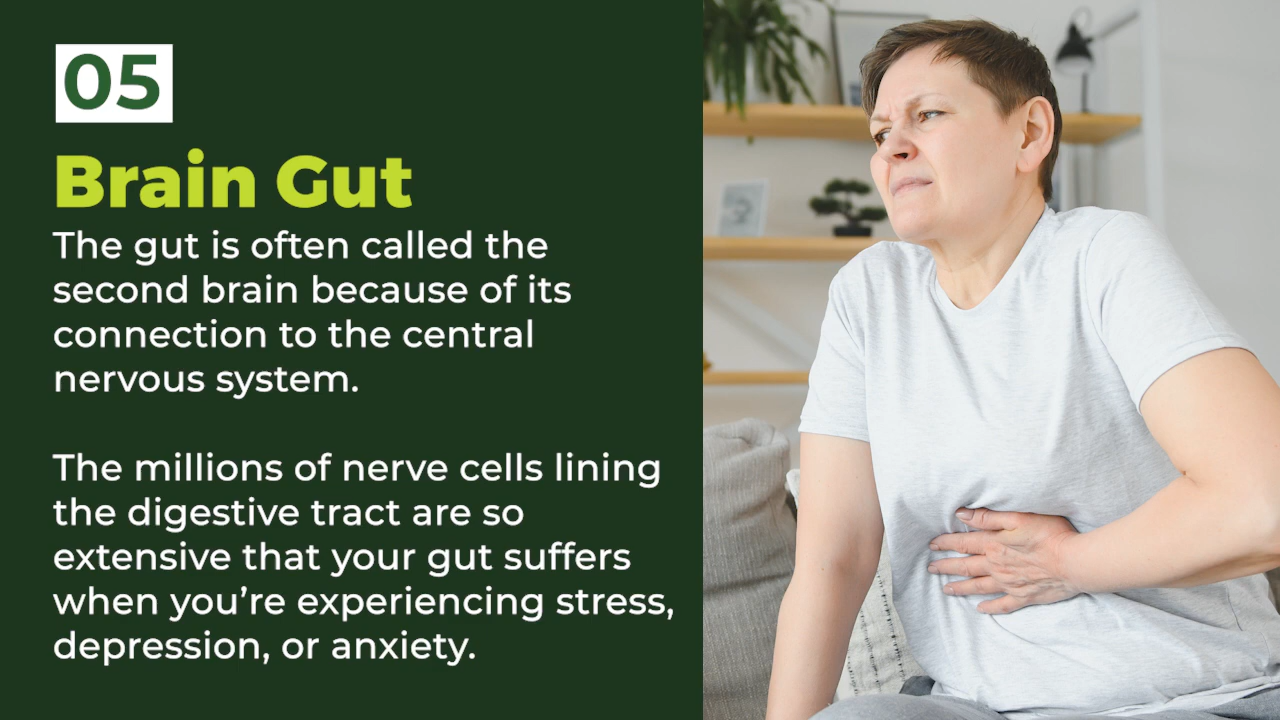 05
Brain Gut
The gut is often called the
second brain because of its
connection to the central
nervous system.
The millions of nerve cells lining
the digestive tract are so
extensive that your gut suffers
when you’re experiencing stress,
depression, or anxiety.